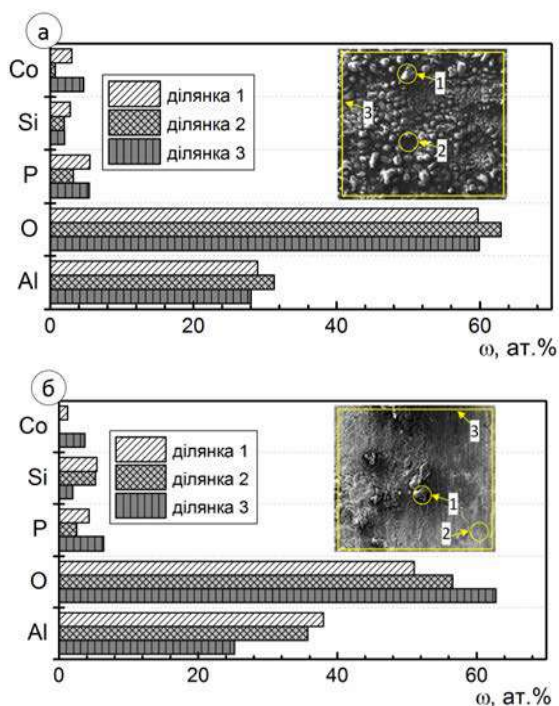 а
Co
Si
P
O
Al
ділянка 1
ділянка 2
ділянка 3
1
2
3
0
20
40
60
ω, ат.%
б
Co
Si
P
O
Al
ділянка 1
ділянка 2
ділянка 3
3
1
2
0
20
40
60
ω, ат.%